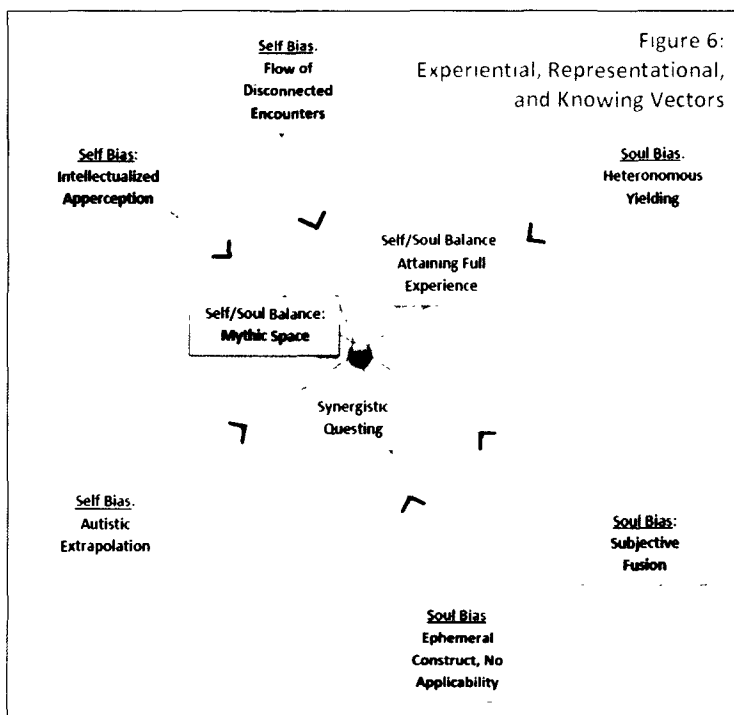 Figure 6:
Experiential, Representational,
and Knowing Vectors
Self Bias.
Flow of
Disconnected
Encounters
Self Bias:
Intellectualized
Apperception
Soul Bias.
Heteronomous
Yielding
Self/Soul Balance
Attaining Full
Experience
Self/Soul Balance:
Mythic Space
Synergistic
Questing
Self Bias.
Autistic
Extrapolation
Soul Bias:
Subjective
Fusion
Soul Bias
Ephemeral
Construct, No
Applicability